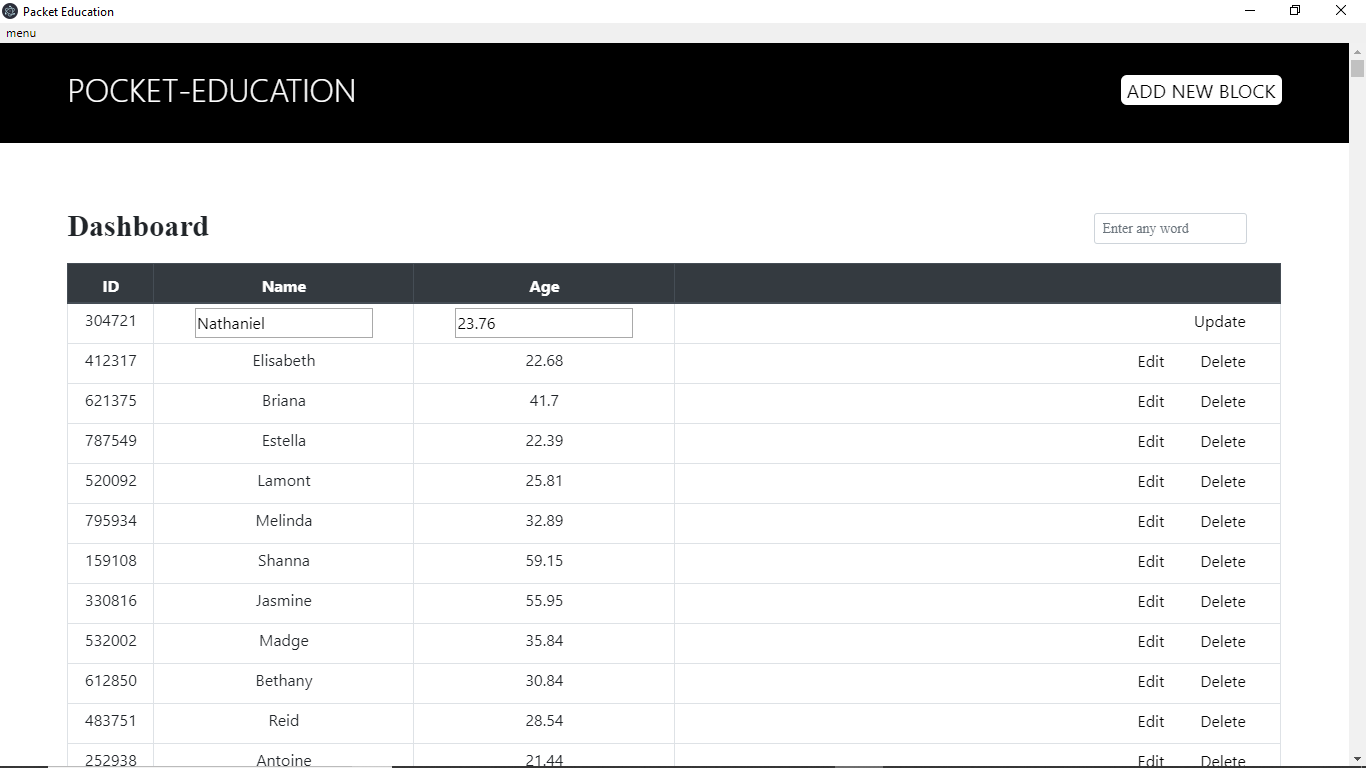 Packet Education
menu
POCKET-EDUCATION
ADD NEW BLOCK
Dashboard
Enter any word
ID Name Age
304721 Nathaniel 23.76 Update
412317 Elisabeth 22.68 Edit Delete
621375 Briana 41.7 Edit Delete
787549 Estella 22.39 Edit Delete
520092 Lamont 25.81 Edit Delete
795934 Melinda 32.89 Edit Delete
159108 Shanna 59.15 Edit Delete
330816 Jasmine 55.95 Edit Delete
532002 Madge 35.84 Edit Delete
612850 Bethany 30.84 Edit Delete
483751 Reid 28.54 Edit Delete
252938 Antoine 21.44 Edit Delete